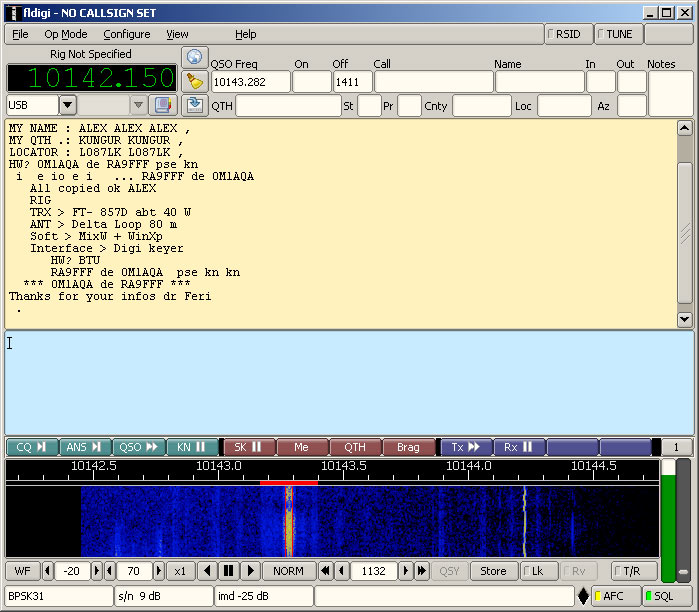 fldigi - NO CALLSIGN SET
File Op Mode Configure View Help RSID TUNE
Rig Not Specified
QSO Freq On Off Call Name In Out Notes
10142.150
10143.282 1411
USB QTH St Pr Cnty Loc Az
MY NAME : ALEX ALEX ALEX ,
MY QTH .: KUNGUR KUNGUR ,
LOCATOR : LO87LK LO87LK ,
HW? OM1AQA de RA9FFF pse kn
i e io e i ... RA9FFF de OM1AQA
All copied ok ALEX
RIG
TRX > FT- 857D abt 40 W
ANT > Delta Loop 80 m
Soft > MixW + WinXp
Interface > Digi keyer
HW? BTU
RA9FFF de OM1AQA pse kn kn
*** OM1AQA de RA9FFF ***
Thanks for your infos dr Feri
.
CQ ANS QSO KN SK Me QTH Brag Tx Rx 1
10142.5 10143.0 10143.5 10144.0 10144.5
WF -20 70 x1 NORM 1132 QSY Store Lk Rv T/R
BPSK31 s/n 9 dB imd -25 dB AFC SQL